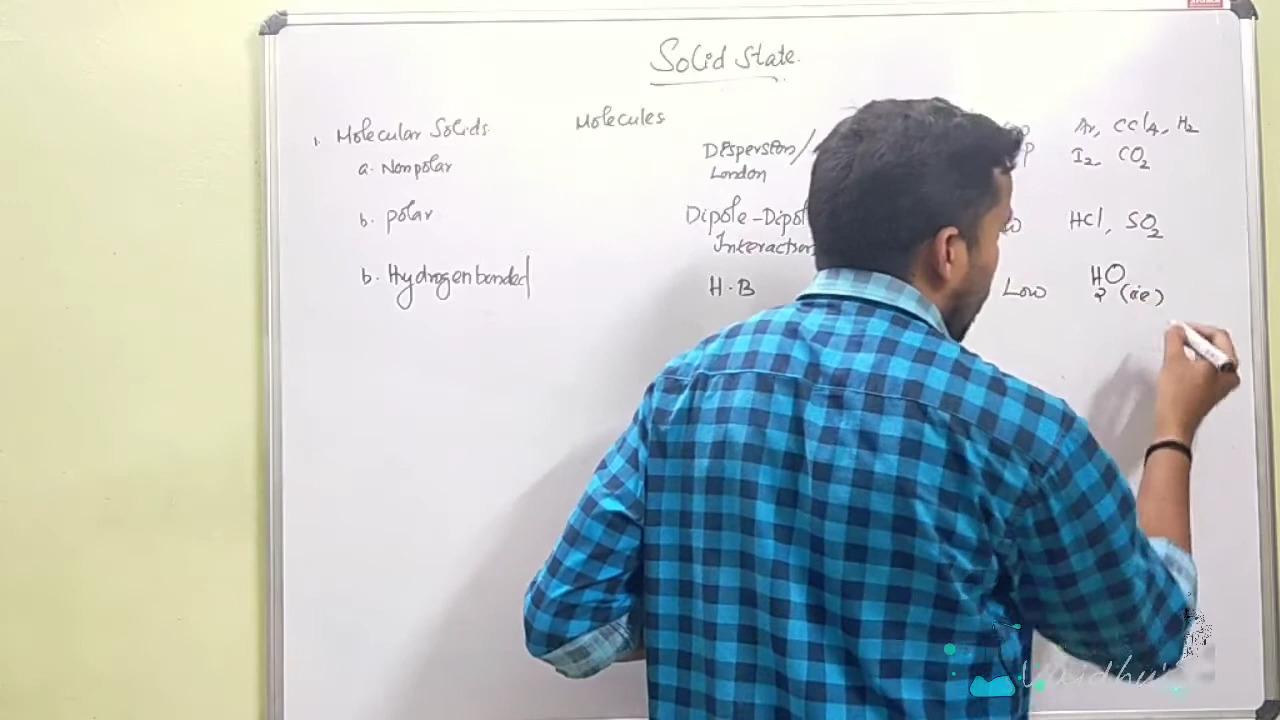 Solid State.
1. Molecular Solids Molecules Ar, CCl4, H2
a. Nonpolar Dispersion/ London I2 CO2
b. polar Dipole-Dipol Interaction HCl, SO2
b. Hydrogen bonded H.B Low H2O (ice)